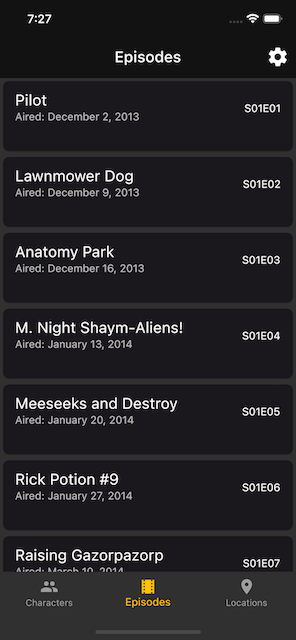 7:27
Episodes
Pilot
Aired: December 2, 2013
S01E01
Lawnmower Dog
Aired: December 9, 2013
S01E02
Anatomy Park
Aired: December 16, 2013
S01E03
M. Night Shaym-Aliens!
Aired: January 13, 2014
S01E04
Meeseeks and Destroy
Aired: January 20, 2014
S01E05
Rick Potion #9
Aired: January 27, 2014
S01E06
Raising Gazorpazorp
Aired: March 10, 2014
S01E07
Characters
Episodes
Locations